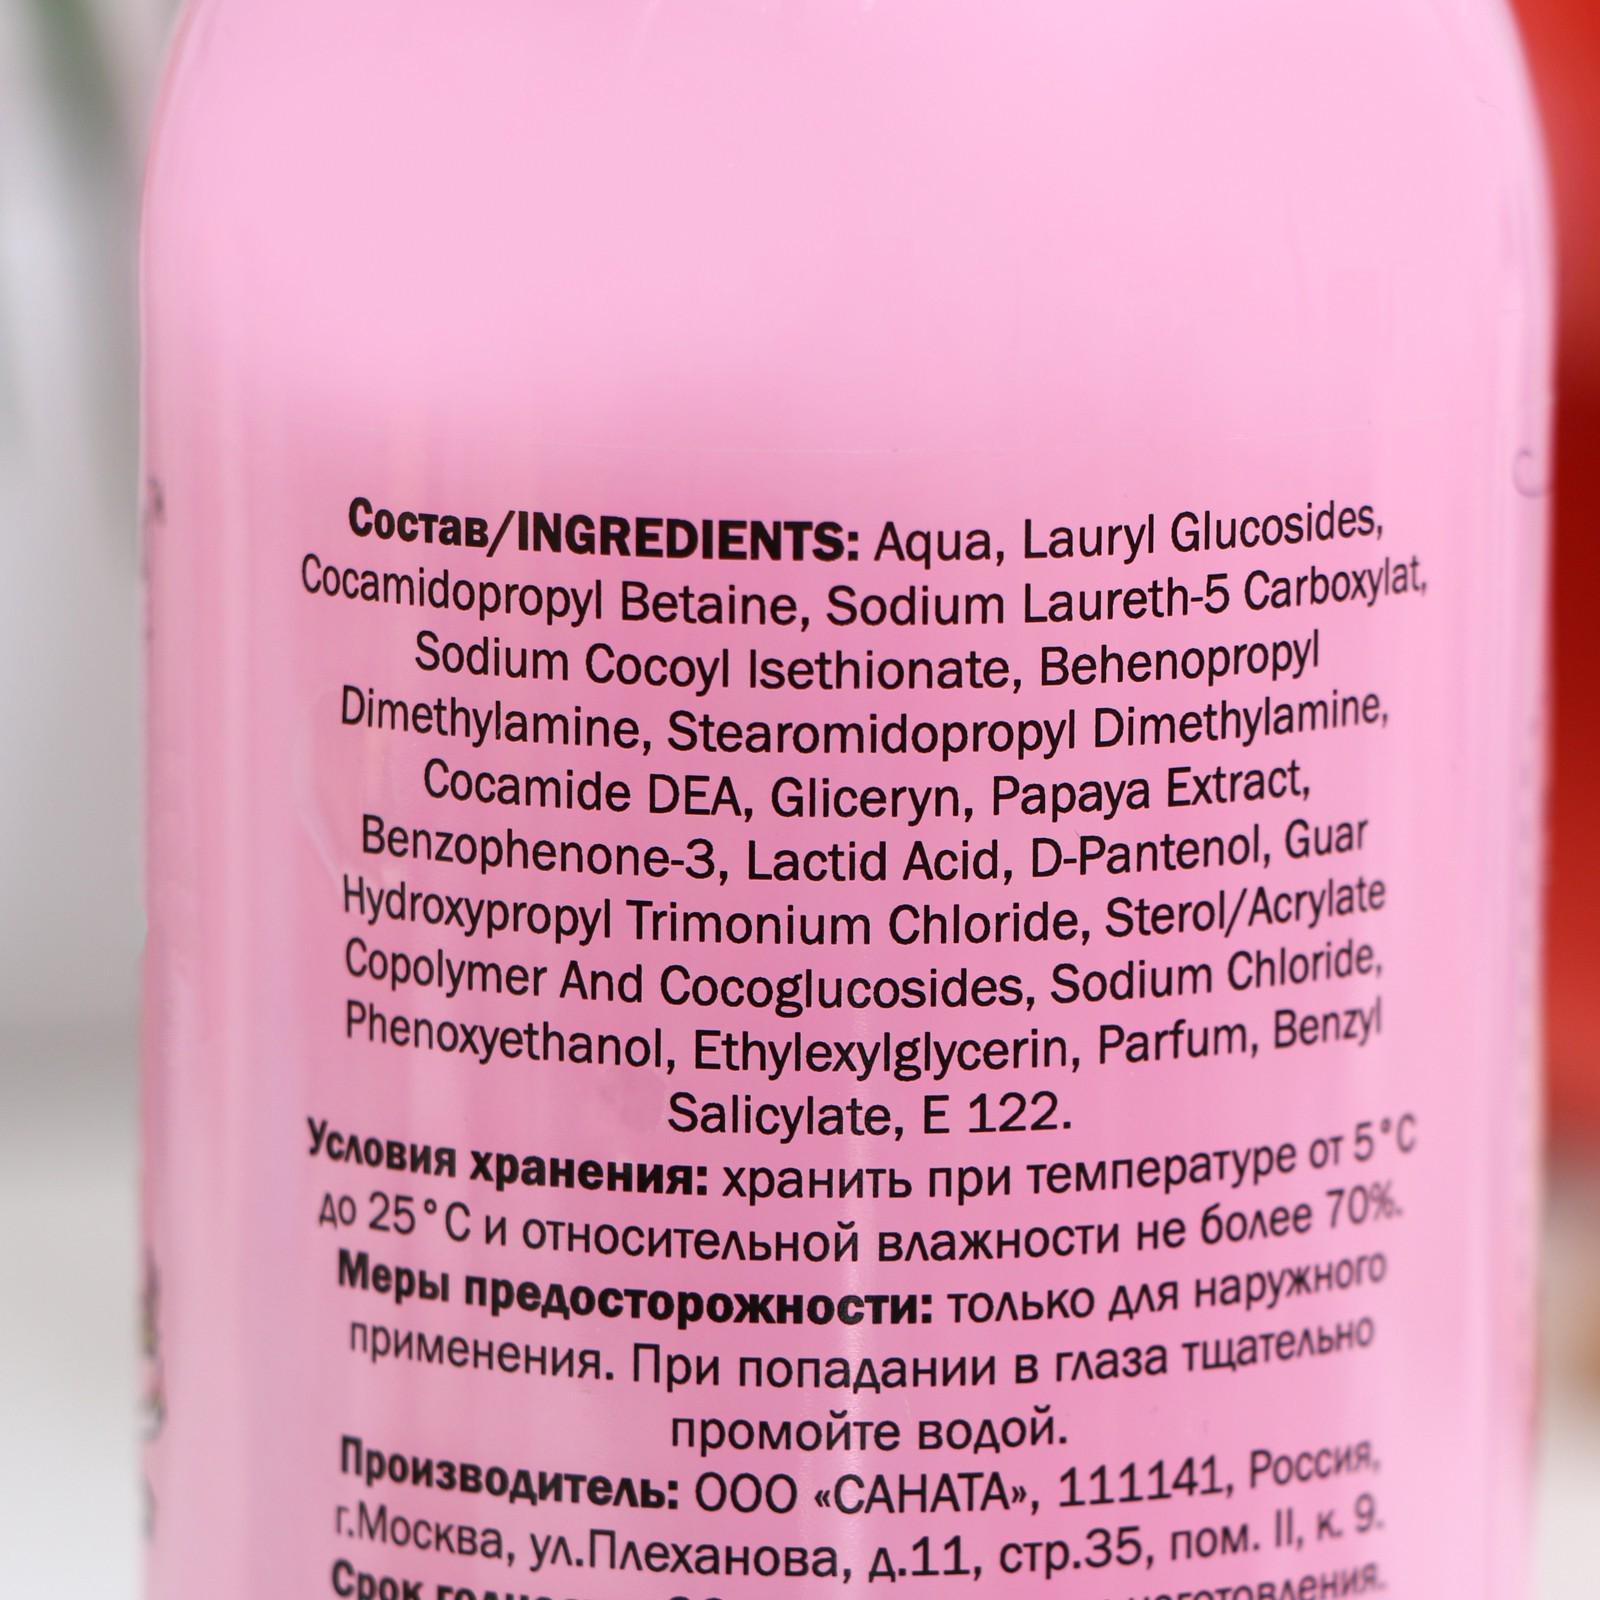 Состав/INGREDIENTS: Aqua, Lauryl Glucosides,
Cocamidopropyl Betaine, Sodium Laureth-5 Carboxylat,
Sodium Cocoyl Isethionate, Behenopropyl
Dimethylamine, Stearomidopropyl Dimethylamine,
Cocamide DEA, Gliceryn, Papaya Extract,
Benzophenone-3, Lactid Acid, D-Pantenol, Guar
Hydroxypropyl Trimonium Chloride, Sterol/Acrylate
Copolymer And Cocoglucosides, Sodium Chloride,
Phenoxyethanol, Ethylexylglycerin, Parfum, Benzyl
Salicylate, E 122.
Условия хранения: хранить при температуре от 5°C
до 25°C и относительной влажности не более 70%.
Меры предосторожности: только для наружного
применения. При попадании в глаза тщательно
промойте водой.
Производитель: ООО «САНАТА», 111141, Россия,
г.Москва, ул.Плеханова, д.11, стр.35, пом. II, к. 9.
Срок изготовления.